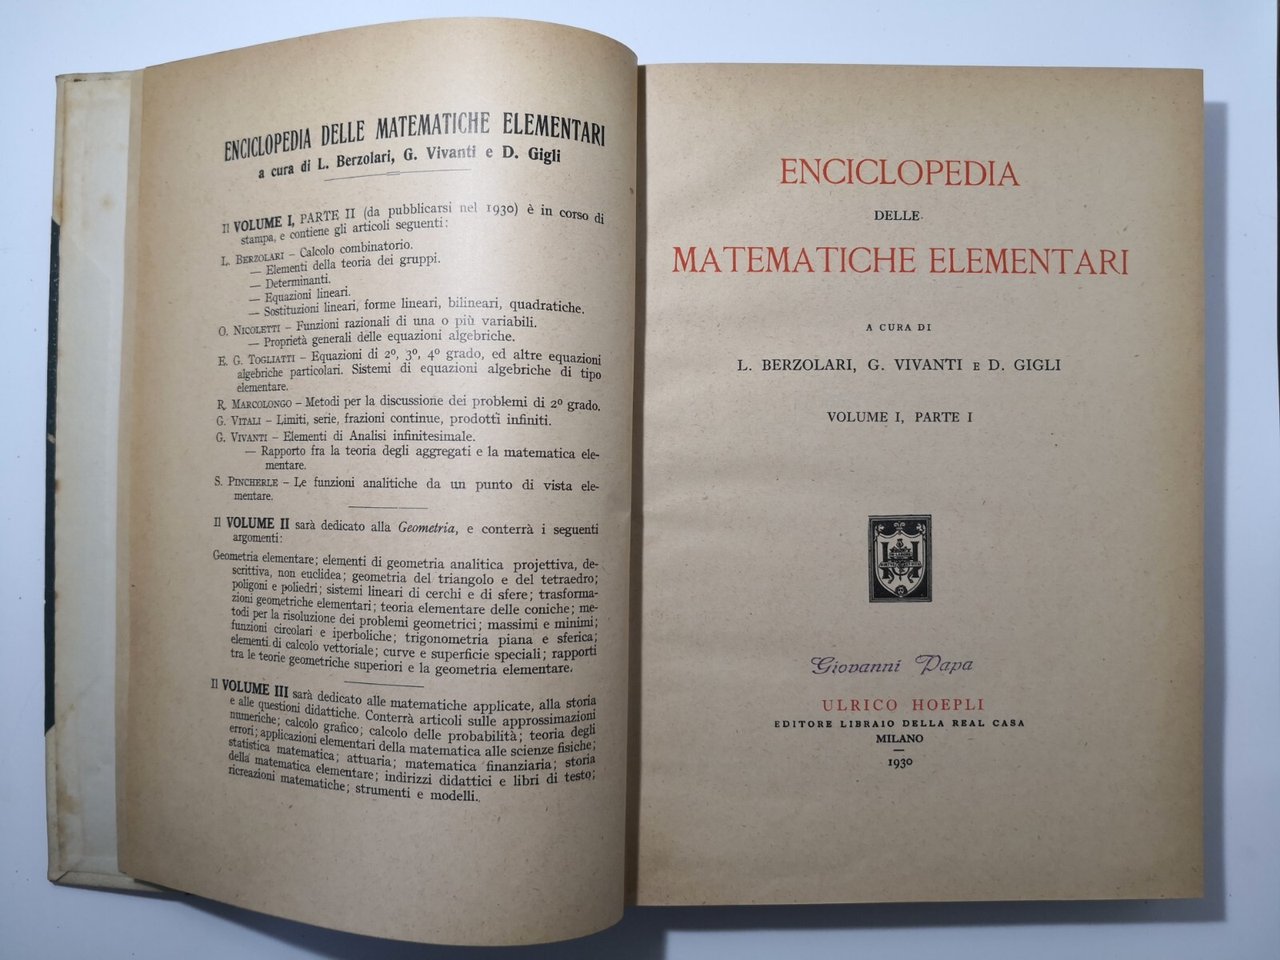 ENCICLOPEDIA DELLE MATEMATICHE ELEMENTARI
a cura di L. Berzolari, G. Vivanti e D. Gigli
Il VOLUME I, PARTE II (da pubblicarsi nel 1930) è in corso di
stampa, e contiene gli articoli seguenti:
L. BERZOLARI – Calcolo combinatorio.
— Elementi della teoria dei gruppi.
— Determinanti.
— Equazioni lineari.
— Sostituzioni lineari, forme lineari, bilineari, quadratiche.
O. NICOLETTI – Funzioni razionali di una o più variabili.
— Proprietà generali delle equazioni algebriche.
E. G. TOGLIATTI – Equazioni di 2º, 3º, 4º grado, ed altre equazioni
algebriche particolari. Sistemi di equazioni algebriche di tipo
elementare.
R. MARCOLONGO – Metodi per la discussione dei problemi di 2º grado.
G. VITALI – Limiti, serie, frazioni continue, prodotti infiniti.
G. VIVANTI – Elementi di Analisi infinitesimale.
— Rapporto fra la teoria degli aggregati e la matematica ele-
mentare.
S. PINCHERLE – Le funzioni analitiche da un punto di vista ele-
mentare.
Il VOLUME II sarà dedicato alla Geometria, e conterrà i seguenti
argomenti:
Geometria elementare; elementi di geometria analitica projettiva, de-
scrittiva, non euclidea; geometria del triangolo e del tetraedro;
poligoni e poliedri; sistemi lineari di cerchi e di sfere; trasforma-
zioni geometriche elementari; teoria elementare delle coniche; me-
todi per la risoluzione dei problemi geometrici; massimi e minimi;
funzioni circolari e iperboliche; trigonometria piana e sferica;
elementi di calcolo vettoriale; curve e superficie speciali; rapporti
tra le teorie geometriche superiori e la geometria elementare.
Il VOLUME III sarà dedicato alle matematiche applicate, alla storia
e alle questioni didattiche. Conterrà articoli sulle approssimazioni
numeriche; calcolo grafico; calcolo delle probabilità; teoria degli
errori; applicazioni elementari della matematica alle scienze fisiche;
statistica matematica; attuaria; matematica finanziaria; storia
della matematica elementare; indirizzi didattici e libri di testo;
ricreazioni matematiche; strumenti e modelli.
ENCICLOPEDIA
DELLE
MATEMATICHE ELEMENTARI
A CURA DI
L. BERZOLARI, G. VIVANTI E D. GIGLI
VOLUME I, PARTE I
Giovanni Papa
ULRICO HOEPLI
EDITORE LIBRAIO DELLA REAL CASA
MILANO
1930